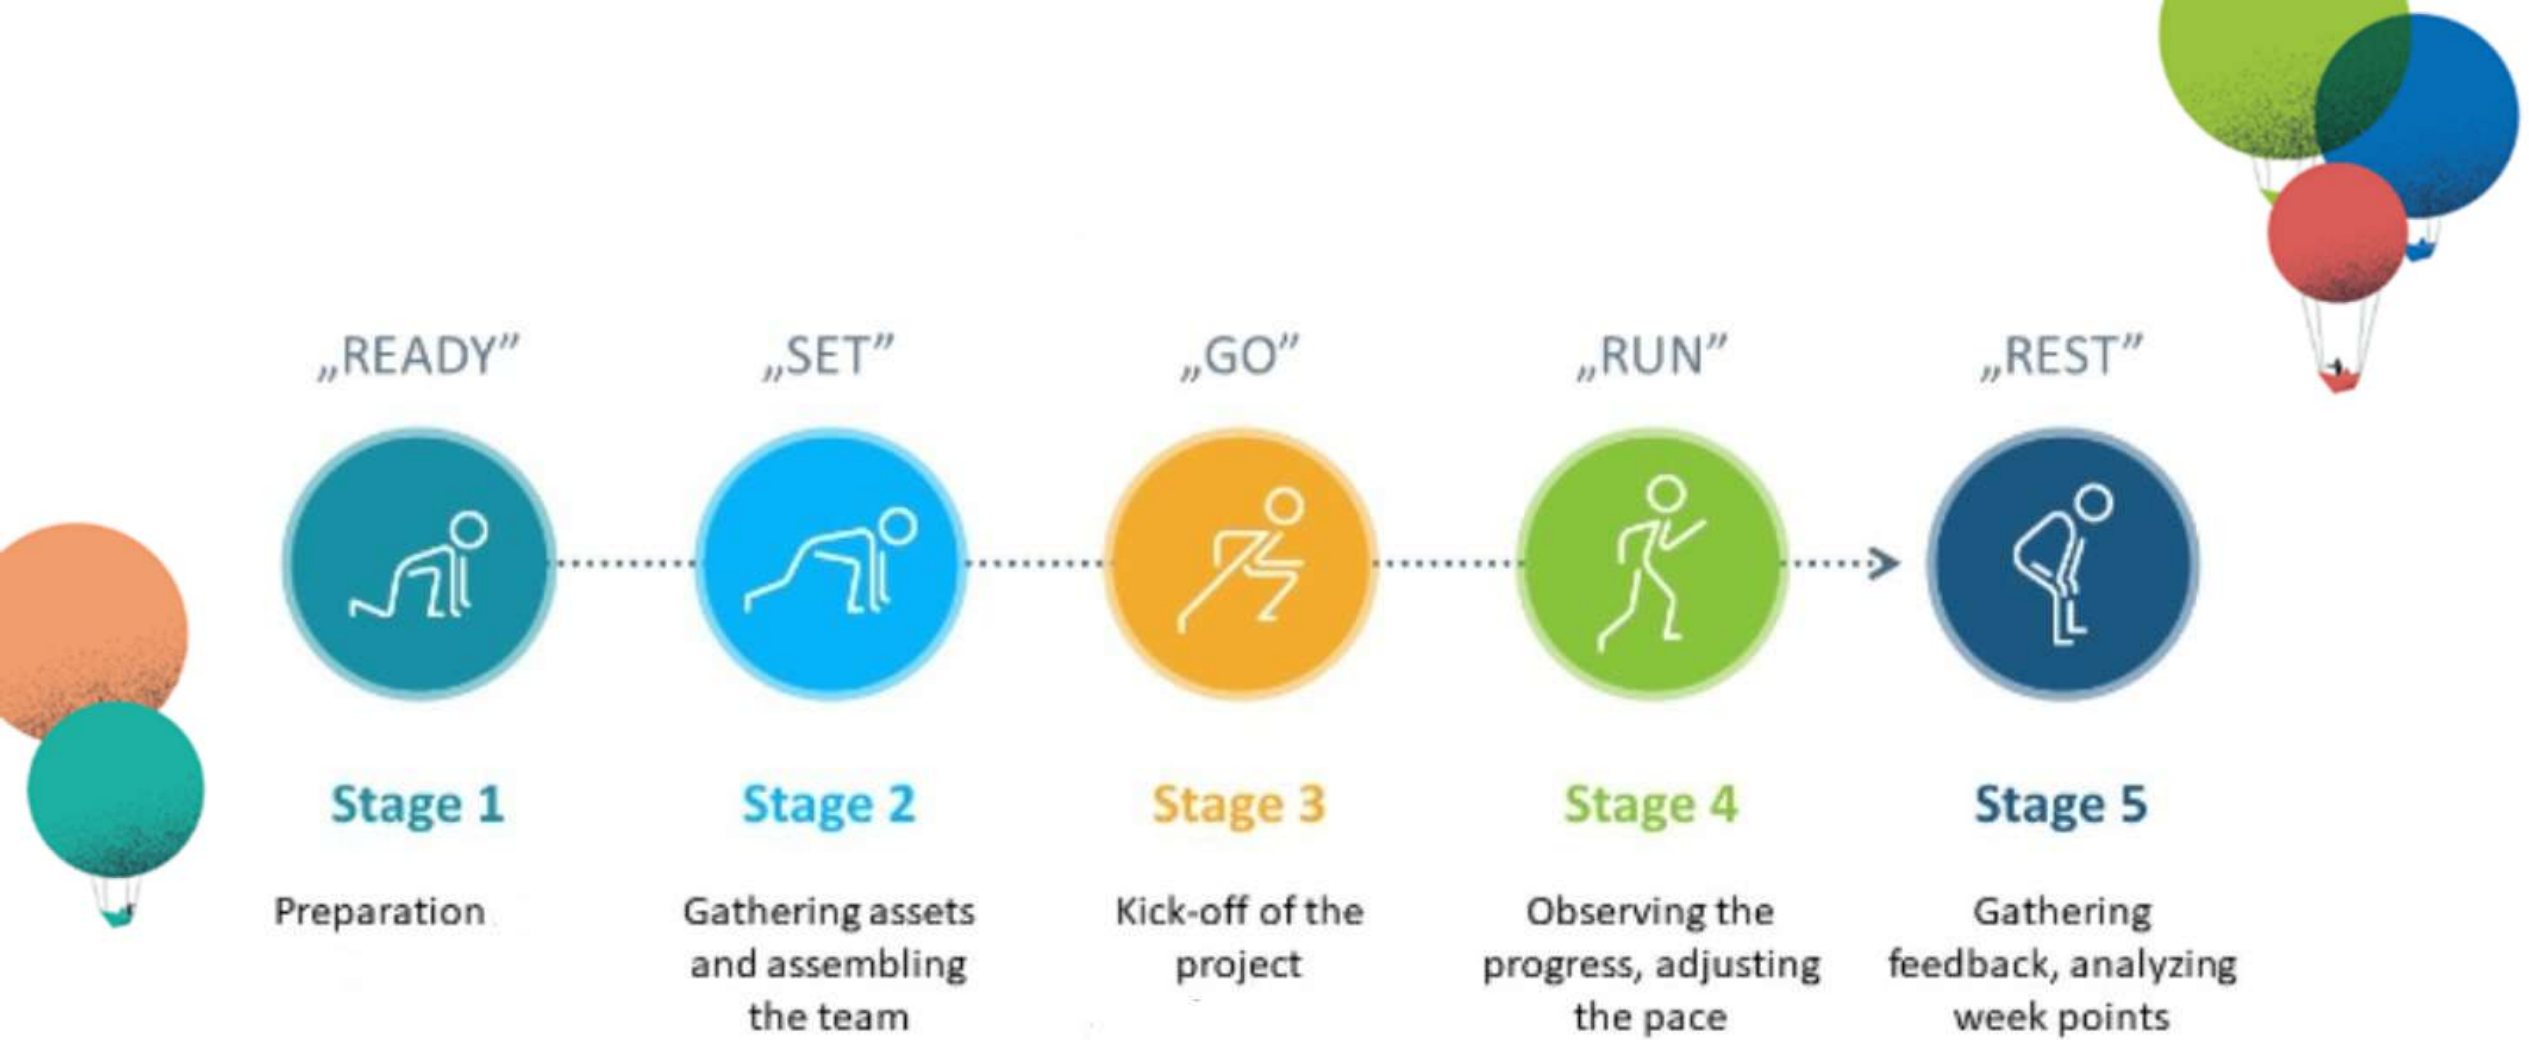 „READY”
„SET”
„GO”
„RUN”
„REST”
Stage 1
Stage 2
Stage 3
Stage 4
Stage 5
Preparation
Gathering assets
and assembling
the team
Kick-off of the
project
Observing the
progress, adjusting
the pace
Gathering
feedback, analyzing
week points